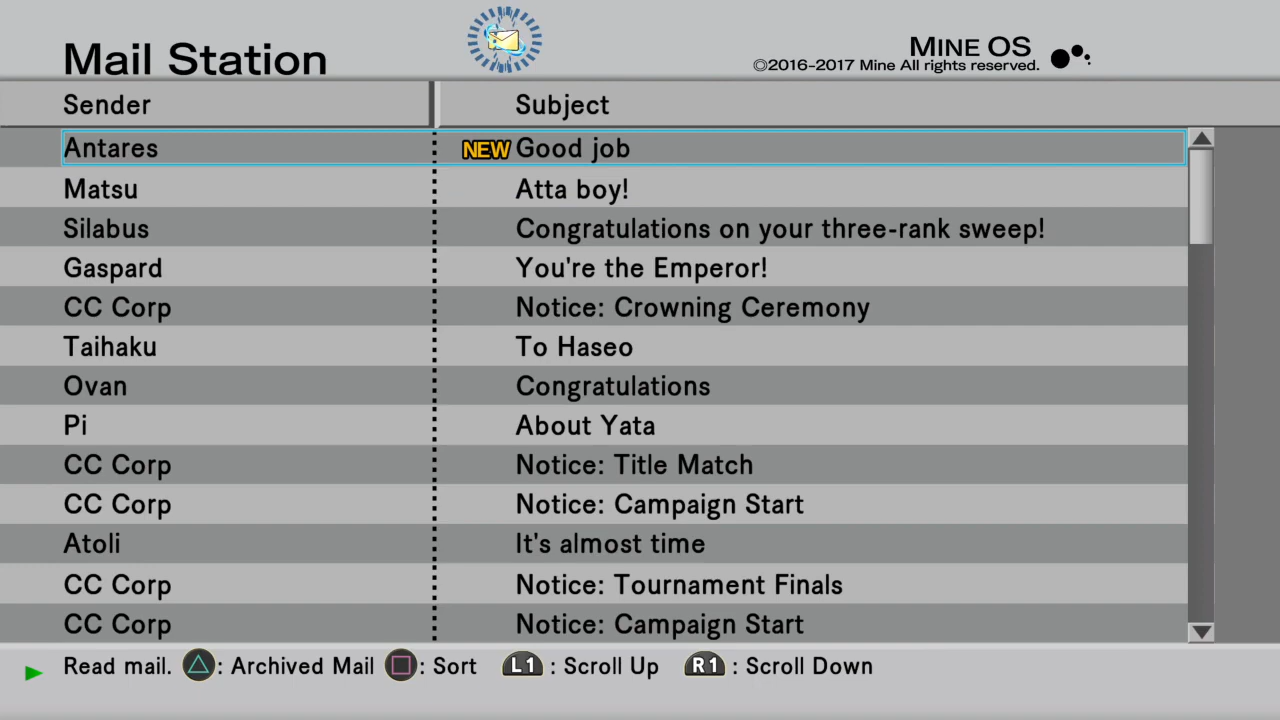 Mail Station
MINE OS
©2016-2017 Mine All rights reserved.
Sender Subject
Antares NEW Good job
Matsu Atta boy!
Silabus Congratulations on your three-rank sweep!
Gaspard You're the Emperor!
CC Corp Notice: Crowning Ceremony
Taihaku To Haseo
Ovan Congratulations
Pi About Yata
CC Corp Notice: Title Match
CC Corp Notice: Campaign Start
Atoli It's almost time
CC Corp Notice: Tournament Finals
CC Corp Notice: Campaign Start
Read mail. : Archived Mail : Sort L1 : Scroll Up R1 : Scroll Down